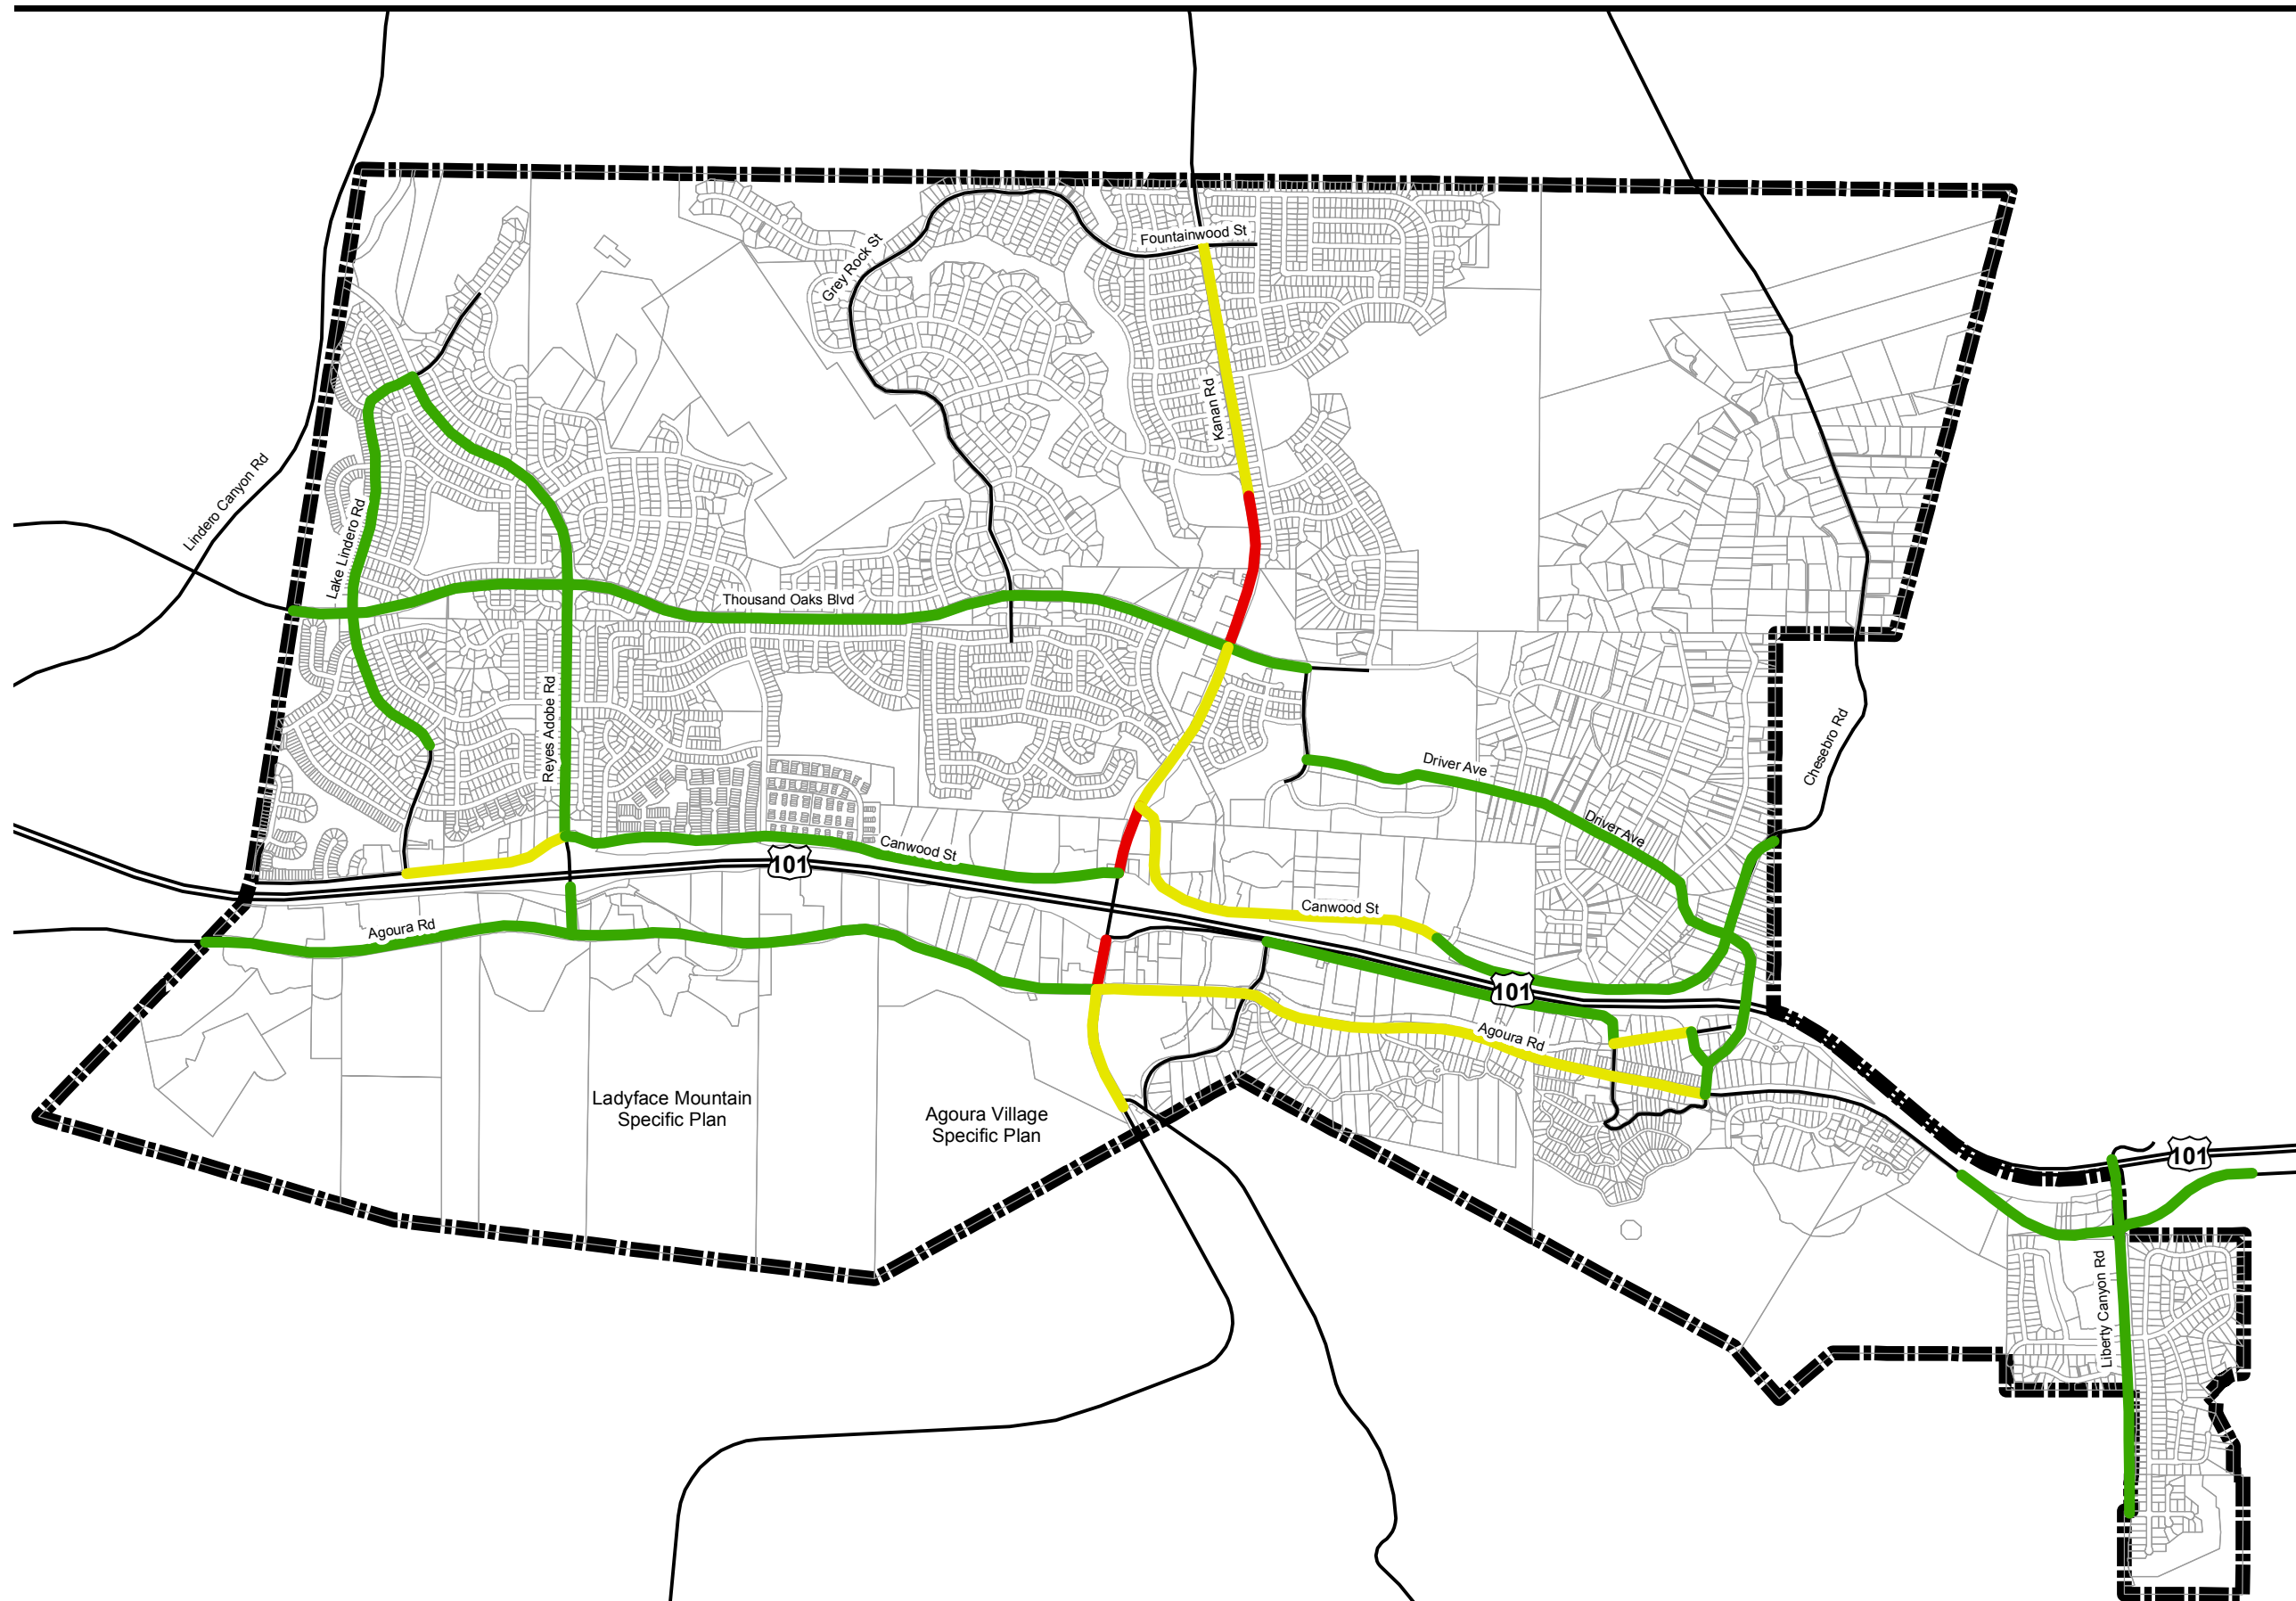 Fountainwood St
Grey Rock St
Kanan Rd
Lindero Canyon Rd
Lake Lindero Rd
Thousand Oaks Blvd
Reyes Adobe Rd
Chesebro Rd
Driver Ave
Driver Ave
Canwood St
101
Canwood St
Agoura Rd
101
Agoura Rd
Ladyface Mountain
Specific Plan
Agoura Village
Specific Plan
101
Liberty Canyon Rd